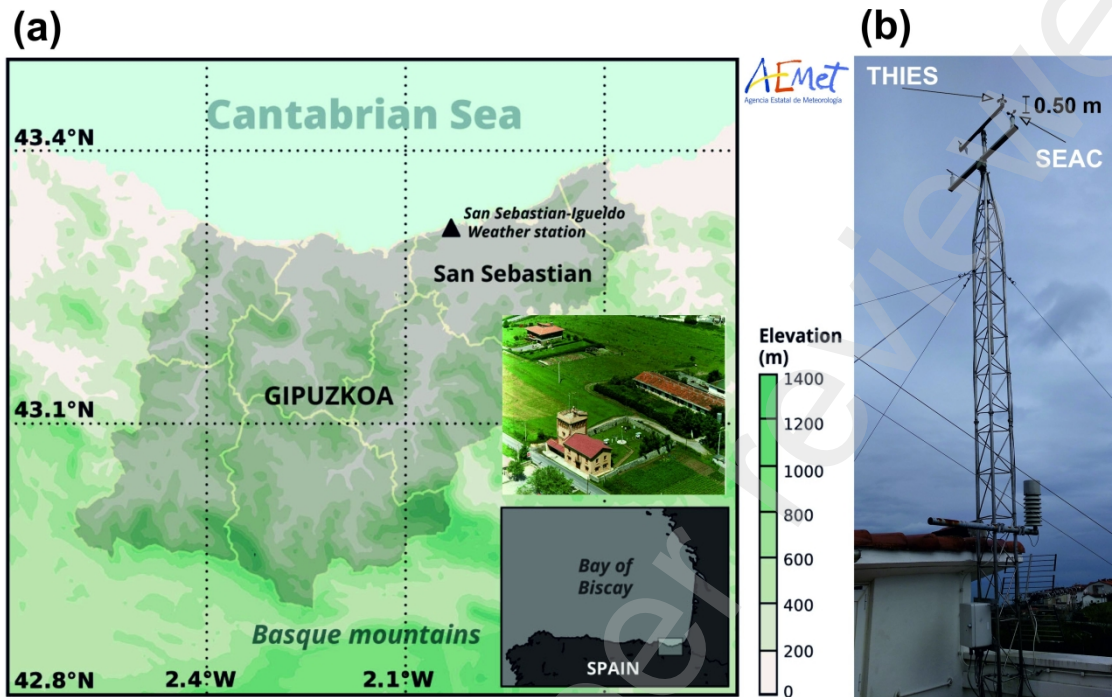 (a)
(b)
Cantabrian Sea
43.4°N
San Sebastian-Igueldo
Weather station
San Sebastian
GIPUZKOA
43.1°N
Bay of
Biscay
SPAIN
Basque mountains
42.8°N
2.4°W
2.1°W
AEMet
Agencia Estatal de Meteorología
Elevation
(m)
1400
1200
1000
800
600
400
200
0
THIES
0.50 m
SEAC
er review